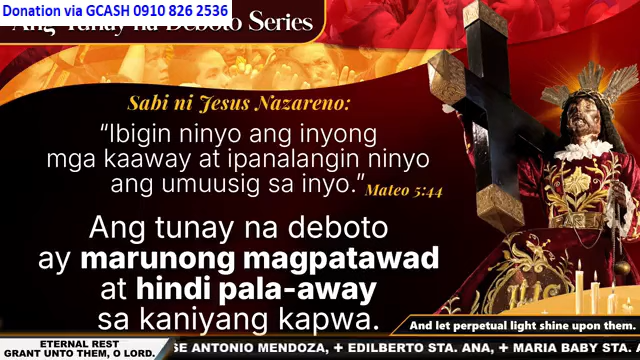 Donation via GCASH 0910 826 2536
Ang Tunay na Deboto Series
Sabi ni Jesus Nazareno:
“Ibigin ninyo ang inyong
mga kaaway at ipanalangin ninyo
ang umuusig sa inyo.” Mateo 5:44
Ang tunay na deboto
ay marunong magpatawad
at hindi pala-away
sa kaniyang kapwa.
And let perpetual light shine upon them.
ETERNAL REST
GRANT UNTO THEM, O LORD.
SE ANTONIO MENDOZA, + EDILBERTO STA. ANA, + MARIA BABY STA. A